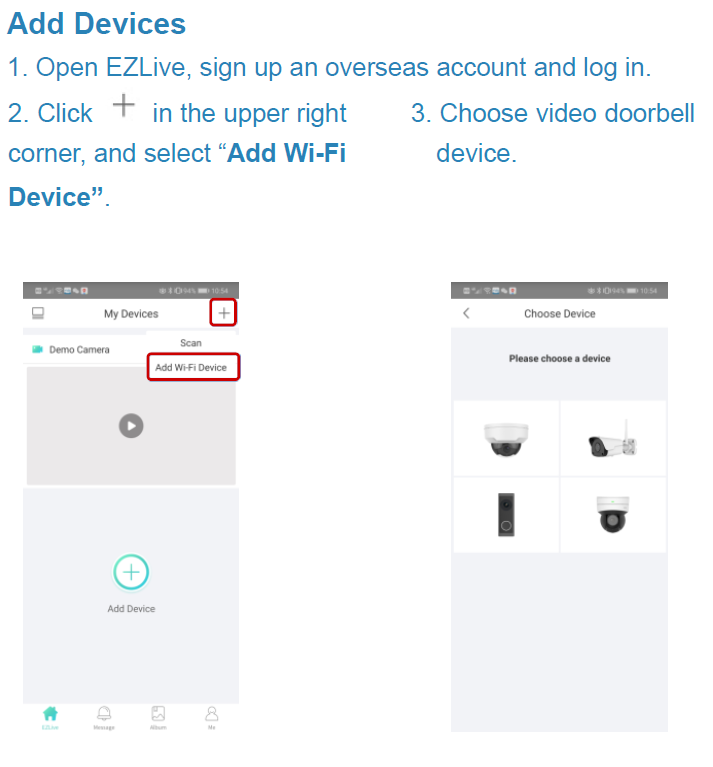 Add Devices
1. Open EZLive, sign up an overseas account and log in.
2. Click + in the upper right
corner, and select “Add Wi-Fi
Device”.
3. Choose video doorbell
device.
94% 10:54
My Devices +
Scan
Demo Camera
Add Wi-Fi Device
Add Device
EZLive Message Album Me
94% 10:54
Choose Device
Please choose a device